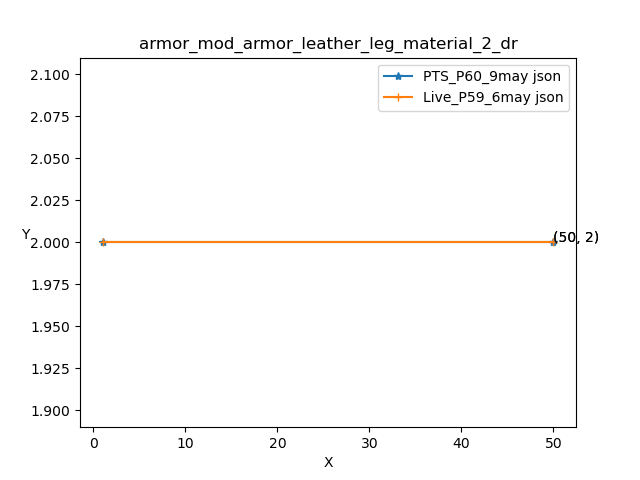 armor_mod_armor_leather_leg_material_2_dr
PTS_P60_9may json
Live_P59_6may json
2.100
2.075
2.050
2.025
Y
2.000
(50, 2)
1.975
1.950
1.925
1.900
0 10 20 30 40 50
X